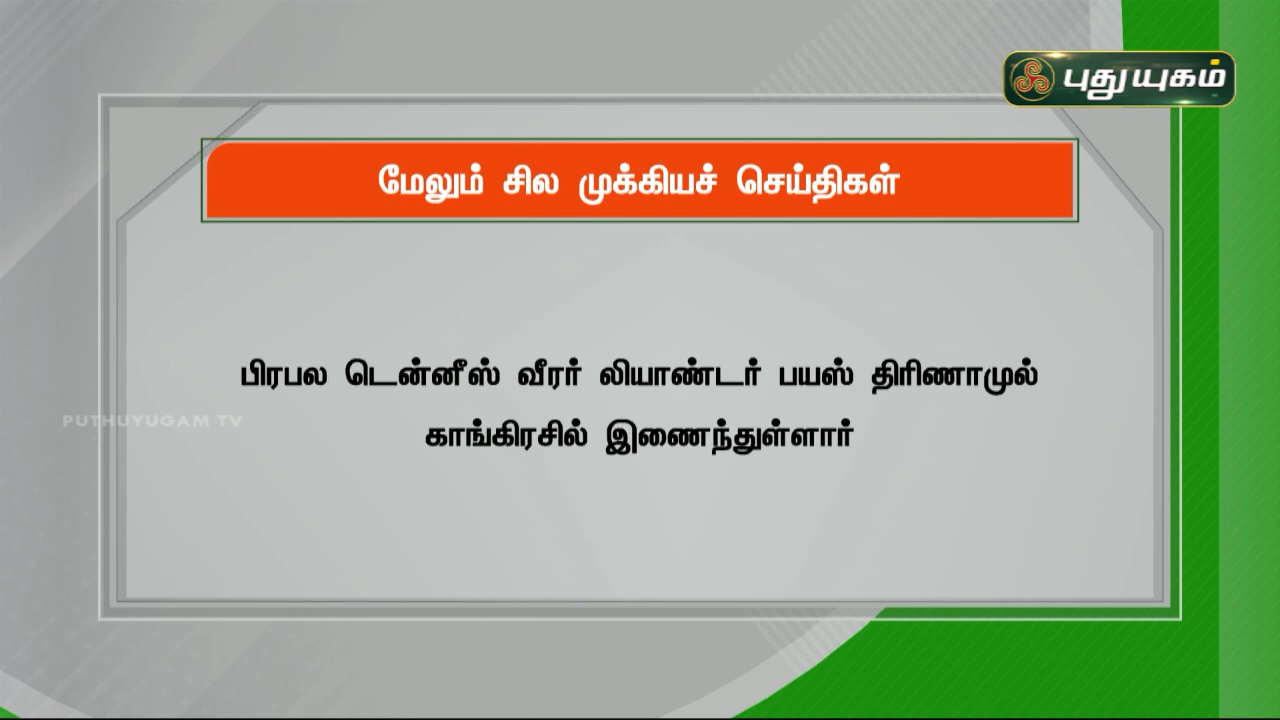 புதுயுகம்
மேலும் சில முக்கியச் செய்திகள்
பிரபல டென்னீஸ் வீரர் லியாண்டர் பயஸ் திரிணாமுல்
காங்கிரசில் இணைந்துள்ளார்
PUTHUYUGAM TV